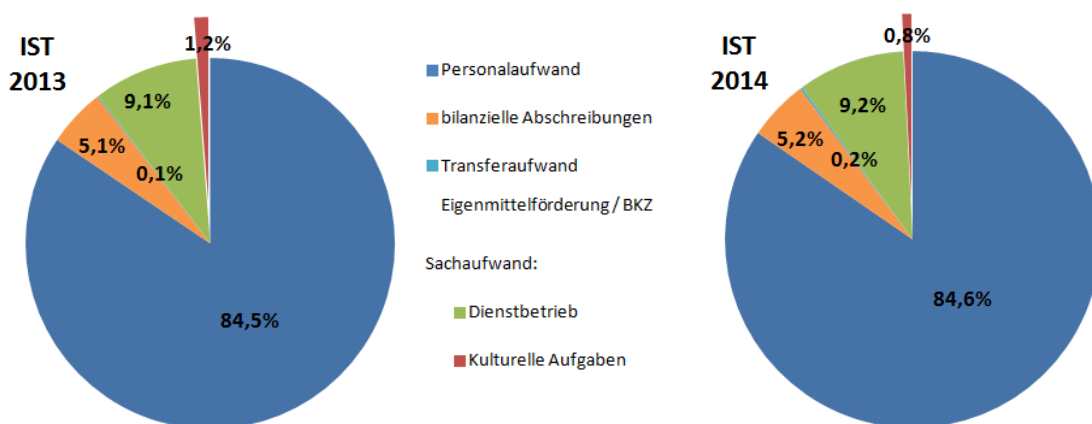 IST
2013
1,2%
9,1%
5,1%
0,1%
84,5%
Personalaufwand
bilanzielle Abschreibungen
Transferaufwand
Eigenmittelförderung / BKZ
Sachaufwand:
Dienstbetrieb
Kulturelle Aufgaben
IST
2014
0,8%
9,2%
5,2%
0,2%
84,6%